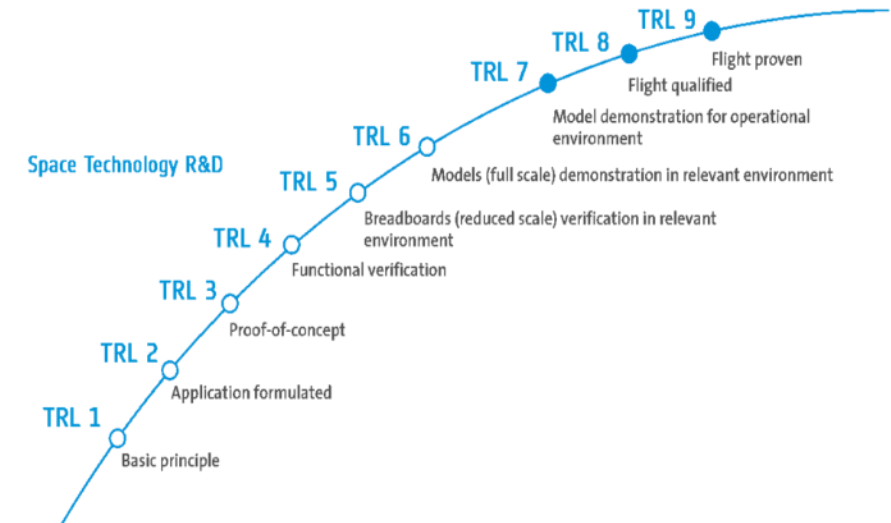 TRL 9
Flight proven
TRL 8
Flight qualified
TRL 7
Model demonstration for operational
environment
TRL 6
Models (full scale) demonstration in relevant environment
Space Technology R&D
TRL 5
Breadboards (reduced scale) verification in relevant
environment
TRL 4
Functional verification
TRL 3
Proof-of-concept
TRL 2
Application formulated
TRL 1
Basic principle